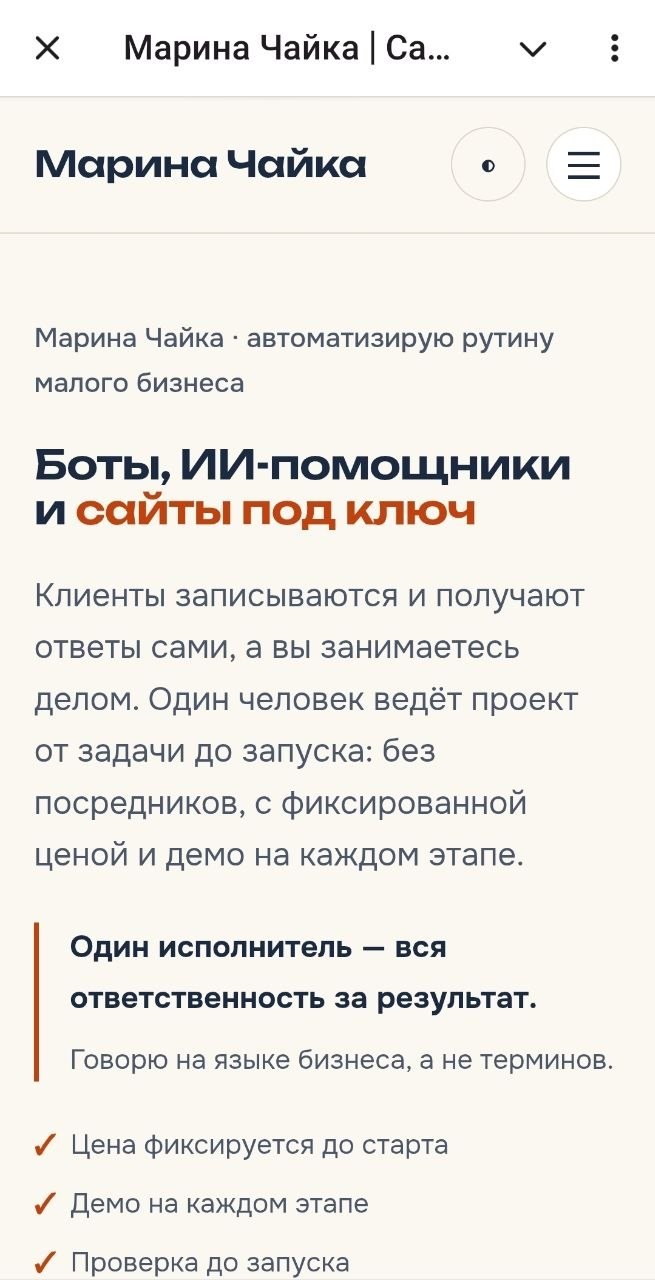 Марина Чайка | Са...
Марина Чайка
Марина Чайка · автоматизирую рутину
малого бизнеса
Боты, ИИ-помощники
и сайты под ключ
Клиенты записываются и получают
ответы сами, а вы занимаетесь
делом. Один человек ведёт проект
от задачи до запуска: без
посредников, с фиксированной
ценой и демо на каждом этапе.
Один исполнитель — вся
ответственность за результат.
Говорю на языке бизнеса, а не терминов.
✓ Цена фиксируется до старта
✓ Демо на каждом этапе
✓ Проверка до запуска